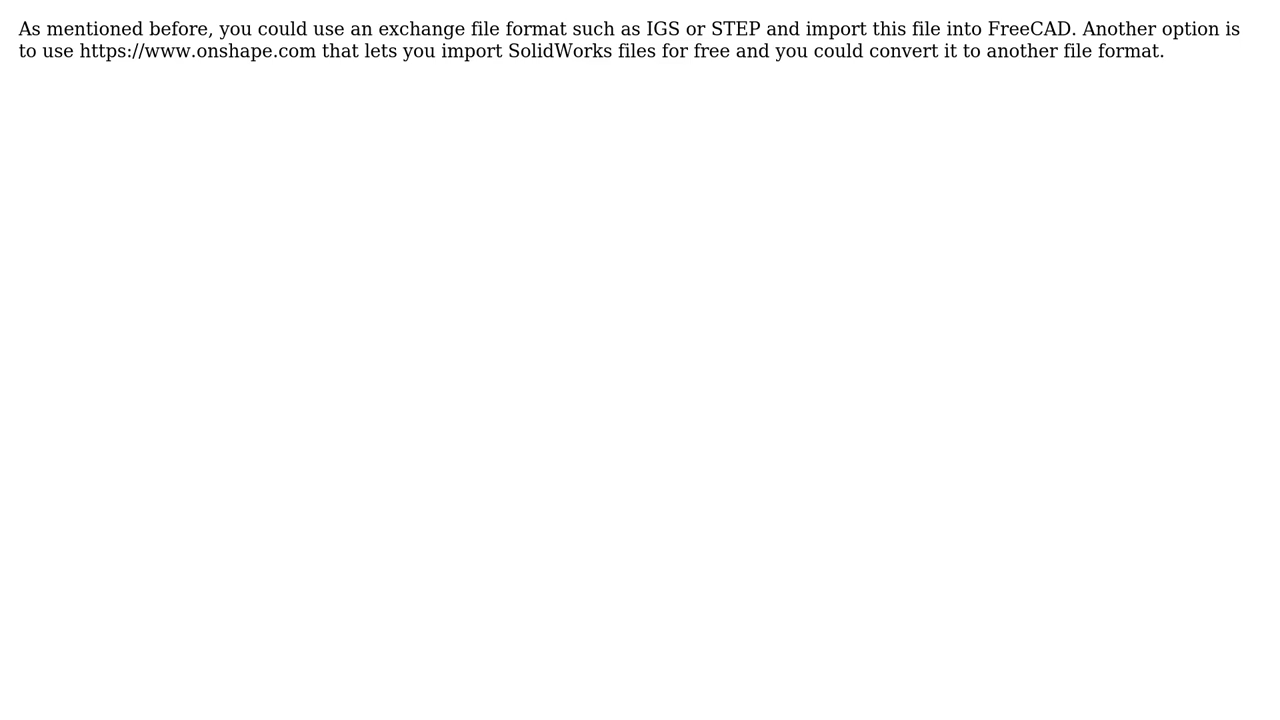 As mentioned before, you could use an exchange file format such as IGS or STEP and import this file into FreeCAD. Another option is
to use https://www.onshape.com that lets you import SolidWorks files for free and you could convert it to another file format.